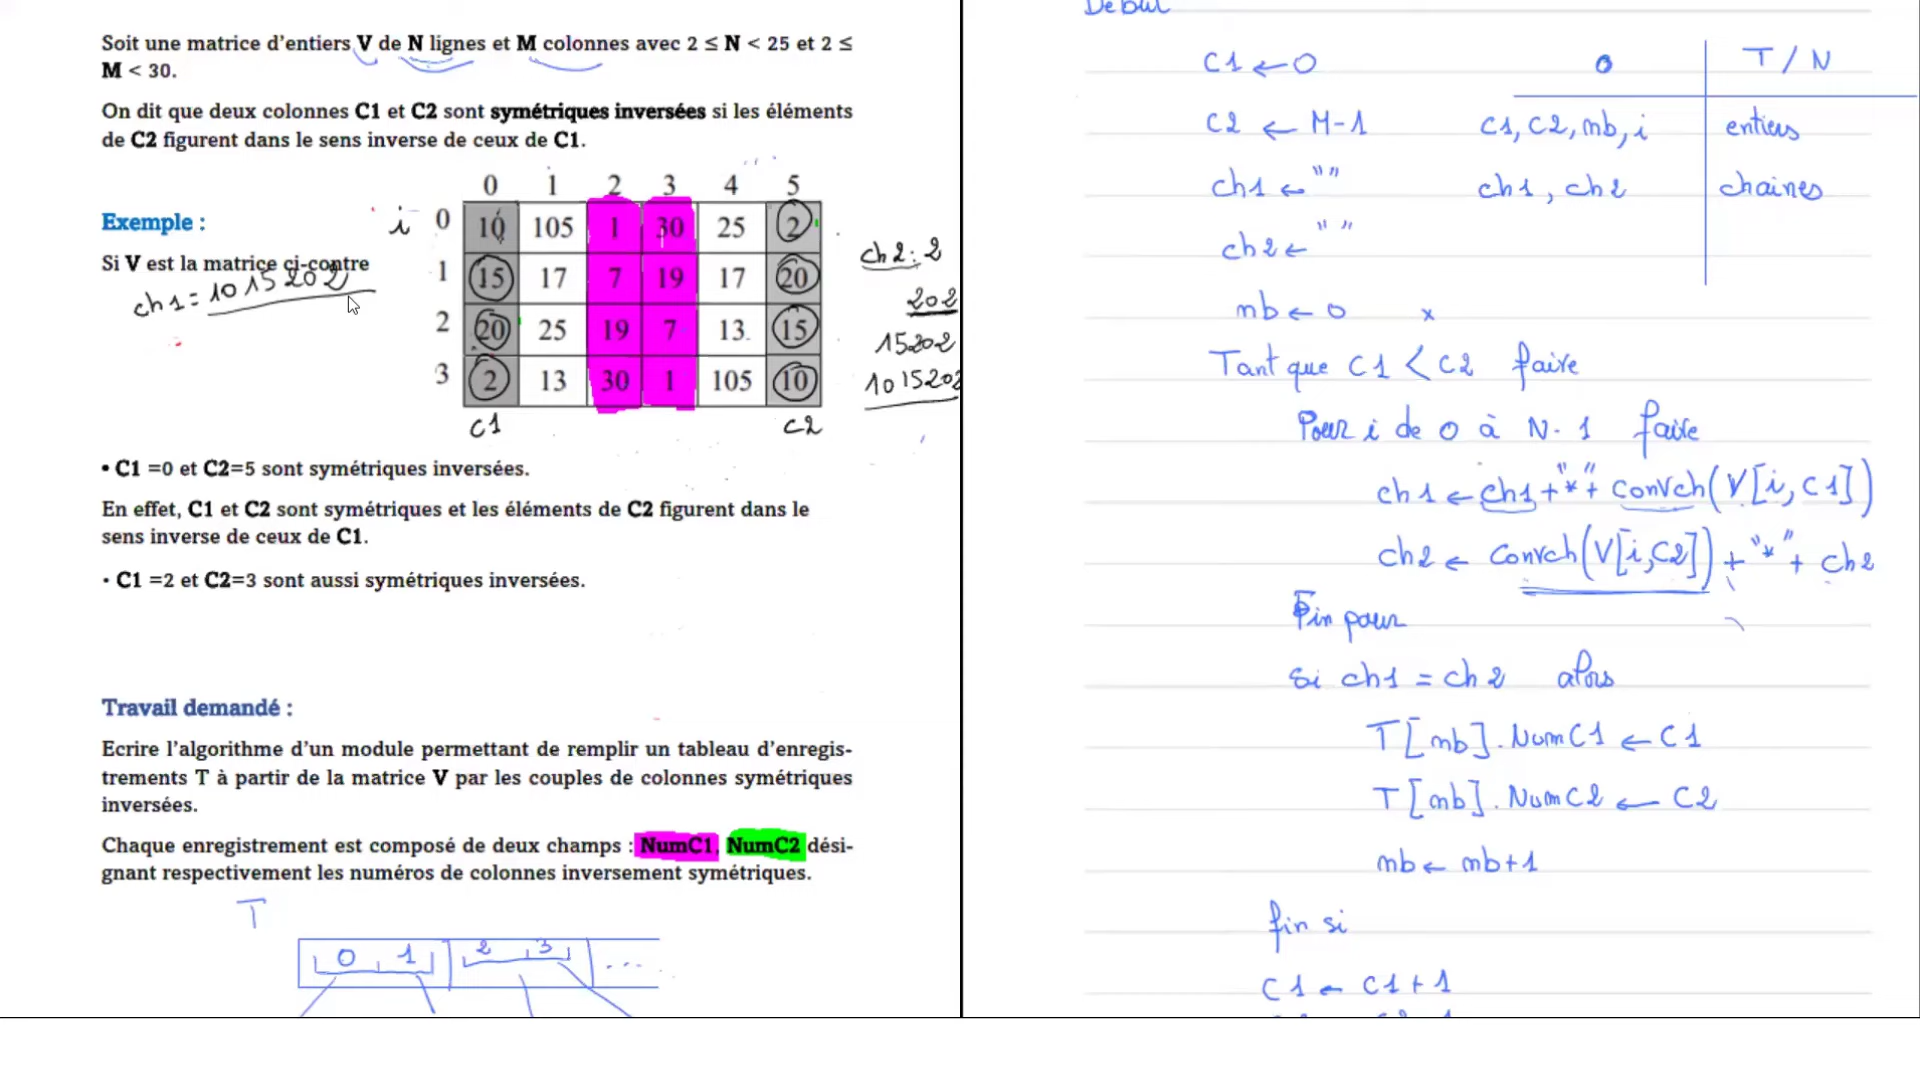 Soit une matrice d'entiers V de N lignes et M colonnes avec 2 ≤ N < 25 et 2 ≤
M < 30.
On dit que deux colonnes C1 et C2 sont symétriques inversées si les éléments
de C2 figurent dans le sens inverse de ceux de C1.
Exemple :
Si V est la matrice ci-contre
ch1 = 10 15 20 2
0 1 2 3 4 5
i 0 10 105 1 30 25 2
1 15 17 7 19 17 20
2 20 25 19 7 13 15
3 2 13 30 1 105 10
C1 C2
ch2 : 2
202
15202
1015202
• C1 =0 et C2=5 sont symétriques inversées.
En effet, C1 et C2 sont symétriques et les éléments de C2 figurent dans le
sens inverse de ceux de C1.
• C1 =2 et C2=3 sont aussi symétriques inversées.
Travail demandé :
Ecrire l'algorithme d'un module permettant de remplir un tableau d'enregis-
trements T à partir de la matrice V par les couples de colonnes symétriques
inversées.
Chaque enregistrement est composé de deux champs : NumC1, NumC2 dési-
gnant respectivement les numéros de colonnes inversement symétriques.
T
0 1 2 3 ...
Début
C1 ← 0
C2 ← M-1
ch1 ← ""
ch2 ← ""
nb ← 0
O T / N
C1, C2, nb, i entiers
ch1, ch2 chaines
Tant que C1 < C2 faire
Pour i de 0 à N-1 faire
ch1 ← ch1 + "*" + Convch(V[i, C1])
ch2 ← Convch(V[i,C2]) + "*" + ch2
Fin pour
Si ch1 = ch2 alors
T[nb].NumC1 ← C1
T[nb].NumC2 ← C2
nb ← nb+1
fin si
C1 ← C1+1